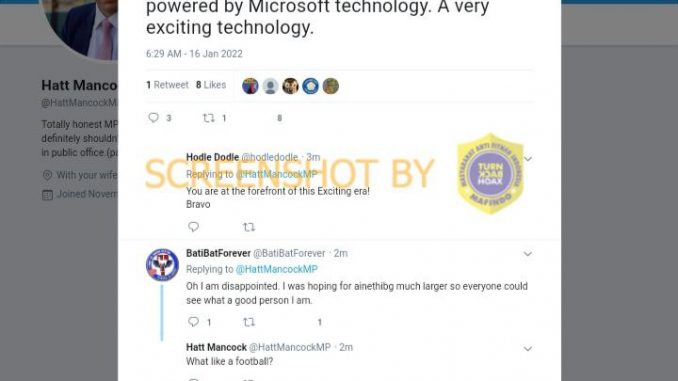 powered by Microsoft technology. A very
exciting technology.
6:29 AM - 16 Jan 2022
1 Retweet 8 Likes
3 1 8
Hatt Mancock
@HattMancockM
Totally honest MP
definitely shouldn'
in public office.(pa
With your wife
Joined Novem
Hodle Dodle @hodledodle · 3m
Replying to @HattMancockMP
You are at the forefront of this Exciting era!
Bravo
SCREENSHOT BY
MASYARAKAT ANTI FITNAH INDONESIA
TURN
BACK
HOAX
MAFINDO
BatiBatForever @BatiBatForever · 2m
Replying to @HattMancockMP
Oh I am disappointed. I was hoping for ainethibg much larger so everyone could
see what a good person I am.
1 1
Hatt Mancock @HattMancockMP · 2m
What like a football?